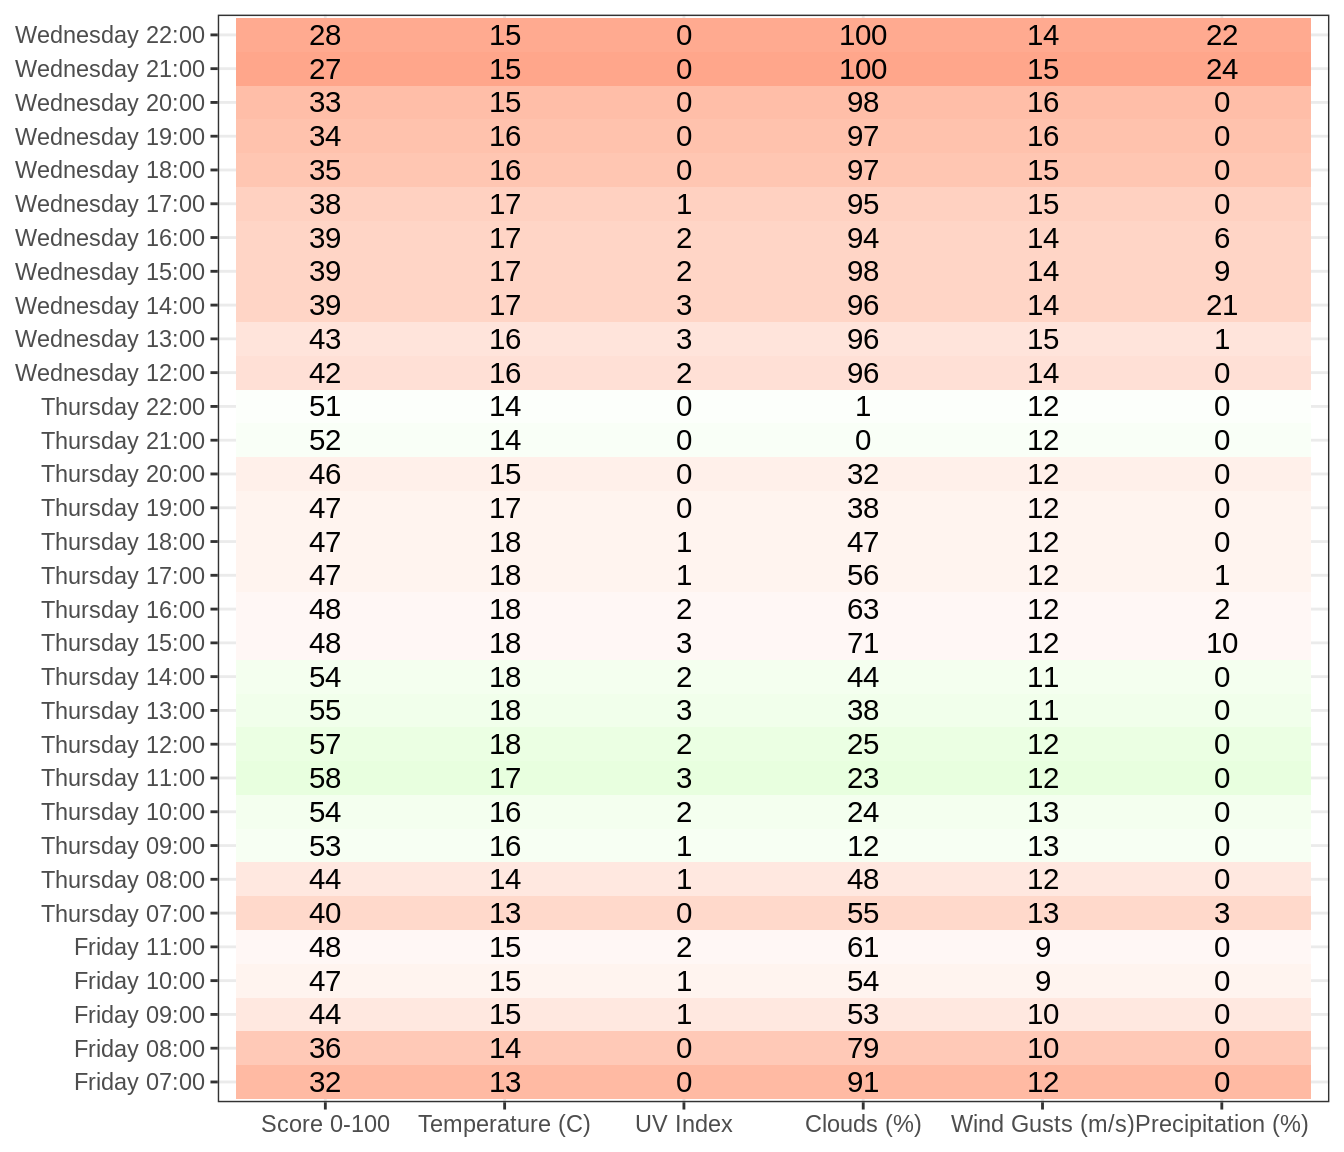 Wednesday 22:00 28 15 0 100 14 22
Wednesday 21:00 27 15 0 100 15 24
Wednesday 20:00 33 15 0 98 16 0
Wednesday 19:00 34 16 0 97 16 0
Wednesday 18:00 35 16 0 97 15 0
Wednesday 17:00 38 17 1 95 15 0
Wednesday 16:00 39 17 2 94 14 6
Wednesday 15:00 39 17 2 98 14 9
Wednesday 14:00 39 17 3 96 14 21
Wednesday 13:00 43 16 3 96 15 1
Wednesday 12:00 42 16 2 96 14 0
Thursday 22:00 51 14 0 1 12 0
Thursday 21:00 52 14 0 0 12 0
Thursday 20:00 46 15 0 32 12 0
Thursday 19:00 47 17 0 38 12 0
Thursday 18:00 47 18 1 47 12 0
Thursday 17:00 47 18 1 56 12 1
Thursday 16:00 48 18 2 63 12 2
Thursday 15:00 48 18 3 71 12 10
Thursday 14:00 54 18 2 44 11 0
Thursday 13:00 55 18 3 38 11 0
Thursday 12:00 57 18 2 25 12 0
Thursday 11:00 58 17 3 23 12 0
Thursday 10:00 54 16 2 24 13 0
Thursday 09:00 53 16 1 12 13 0
Thursday 08:00 44 14 1 48 12 0
Thursday 07:00 40 13 0 55 13 3
Friday 11:00 48 15 2 61 9 0
Friday 10:00 47 15 1 54 9 0
Friday 09:00 44 15 1 53 10 0
Friday 08:00 36 14 0 79 10 0
Friday 07:00 32 13 0 91 12 0
Score 0-100 Temperature (C) UV Index Clouds (%) Wind Gusts (m/s) Precipitation (%)